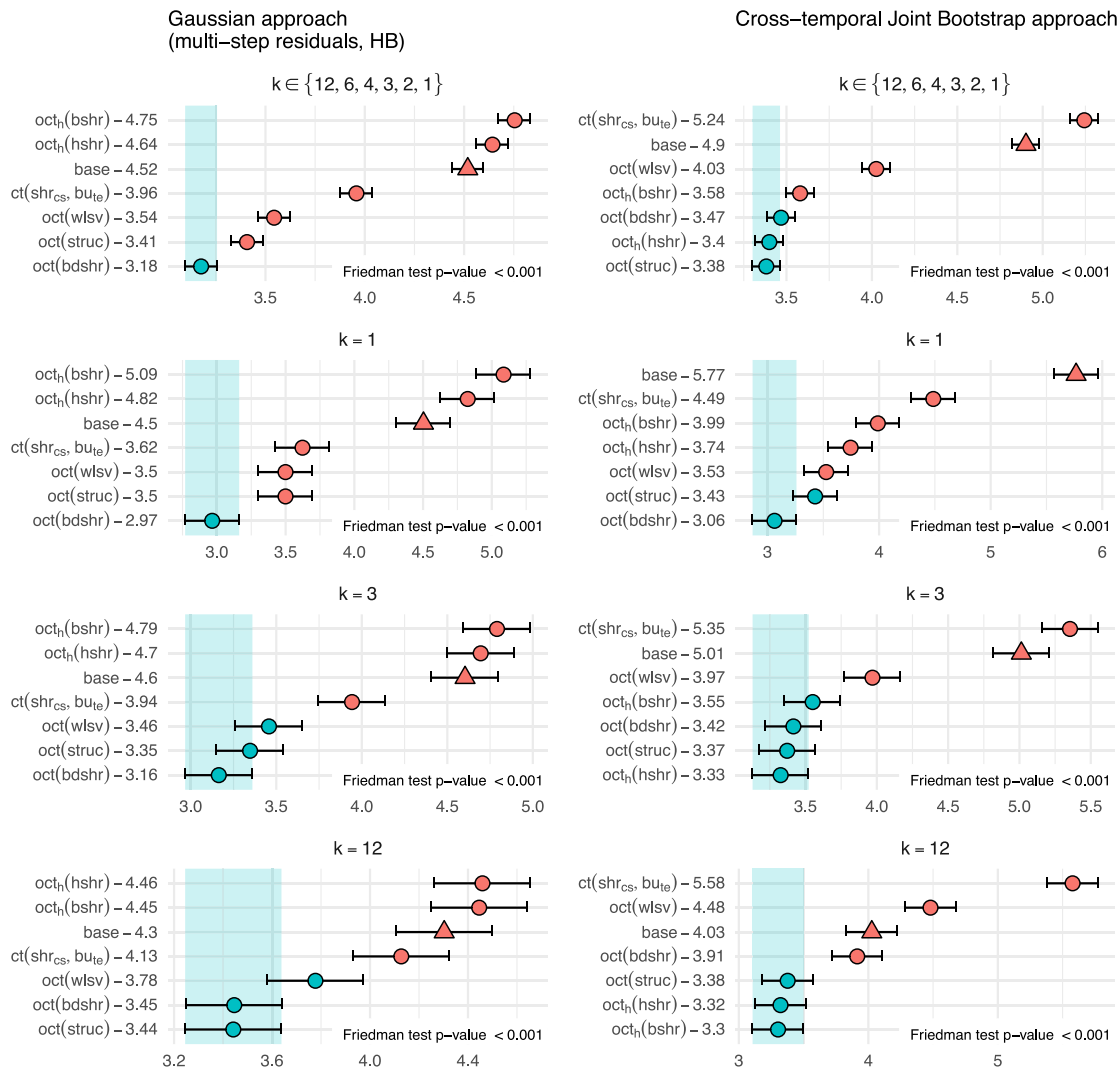 Gaussian approach
(multi−step residuals, HB)
k ∈ {12, 6, 4, 3, 2, 1}
octₕ(bshr) − 4.75
octₕ(hshr) − 4.64
base − 4.52
ct(shr_cs, bu_te) − 3.96
oct(wlsv) − 3.54
oct(struc) − 3.41
oct(bdshr) − 3.18
Friedman test p−value < 0.001
3.5 4.0 4.5
k = 1
octₕ(bshr) − 5.09
octₕ(hshr) − 4.82
base − 4.5
ct(shr_cs, bu_te) − 3.62
oct(wlsv) − 3.5
oct(struc) − 3.5
oct(bdshr) − 2.97
Friedman test p−value < 0.001
3.0 3.5 4.0 4.5 5.0
k = 3
octₕ(bshr) − 4.79
octₕ(hshr) − 4.7
base − 4.6
ct(shr_cs, bu_te) − 3.94
oct(wlsv) − 3.46
oct(struc) − 3.35
oct(bdshr) − 3.16
Friedman test p−value < 0.001
3.0 3.5 4.0 4.5 5.0
k = 12
octₕ(hshr) − 4.46
octₕ(bshr) − 4.45
base − 4.3
ct(shr_cs, bu_te) − 4.13
oct(wlsv) − 3.78
oct(bdshr) − 3.45
oct(struc) − 3.44
Friedman test p−value < 0.001
3.2 3.6 4.0 4.4
Cross−temporal Joint Bootstrap approach
k ∈ {12, 6, 4, 3, 2, 1}
ct(shr_cs, bu_te) − 5.24
base − 4.9
oct(wlsv) − 4.03
octₕ(bshr) − 3.58
oct(bdshr) − 3.47
octₕ(hshr) − 3.4
oct(struc) − 3.38
Friedman test p−value < 0.001
3.5 4.0 4.5 5.0
k = 1
base − 5.77
ct(shr_cs, bu_te) − 4.49
octₕ(bshr) − 3.99
octₕ(hshr) − 3.74
oct(wlsv) − 3.53
oct(struc) − 3.43
oct(bdshr) − 3.06
Friedman test p−value < 0.001
3 4 5 6
k = 3
ct(shr_cs, bu_te) − 5.35
base − 5.01
oct(wlsv) − 3.97
octₕ(bshr) − 3.55
oct(bdshr) − 3.42
oct(struc) − 3.37
octₕ(hshr) − 3.33
Friedman test p−value < 0.001
3.5 4.0 4.5 5.0 5.5
k = 12
ct(shr_cs, bu_te) − 5.58
oct(wlsv) − 4.48
base − 4.03
oct(bdshr) − 3.91
oct(struc) − 3.38
octₕ(hshr) − 3.32
octₕ(bshr) − 3.3
Friedman test p−value < 0.001
3 4 5